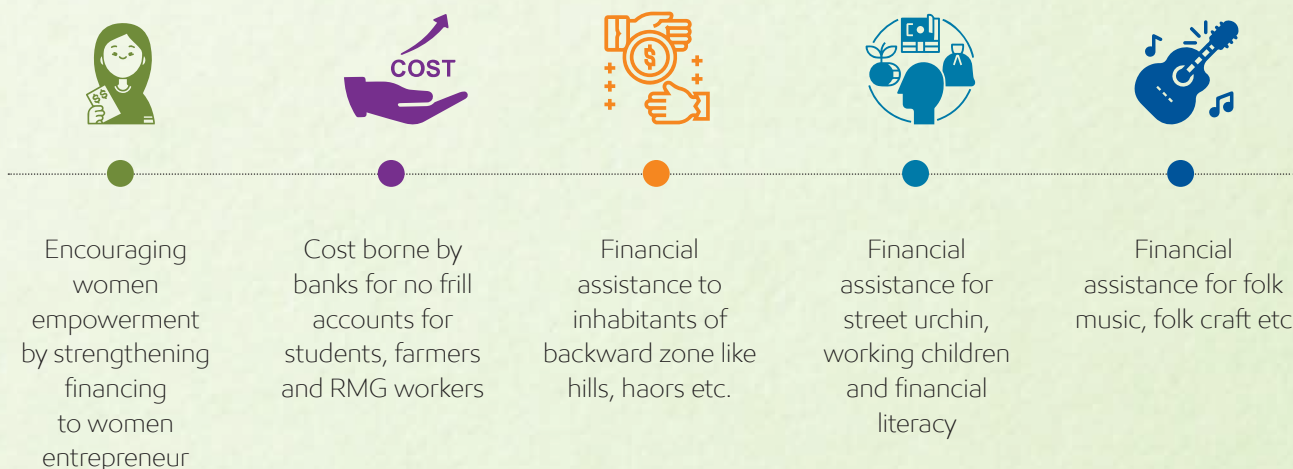 COST
Encouraging
women
empowerment
by strengthening
financing
to women
entrepreneur
Cost borne by
banks for no frill
accounts for
students, farmers
and RMG workers
Financial
assistance to
inhabitants of
backward zone like
hills, haors etc.
Financial
assistance for
street urchin,
working children
and financial
literacy
Financial
assistance for folk
music, folk craft etc